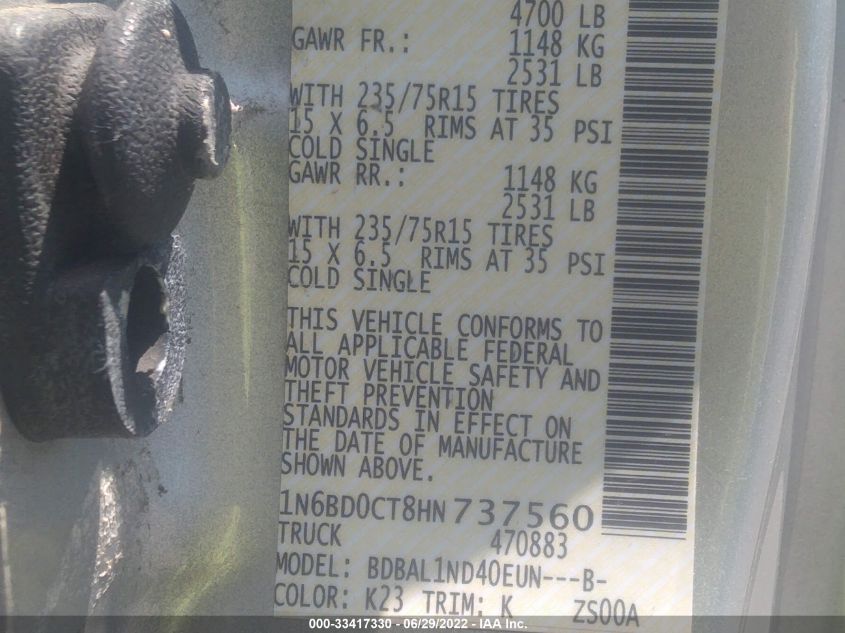 4700 LB
GAWR FR.: 1148 KG
2531 LB
WITH 235/75R15 TIRES
15 X 6.5 RIMS AT 35 PSI
COLD SINGLE
GAWR RR.: 1148 KG
2531 LB
WITH 235/75R15 TIRES
15 X 6.5 RIMS AT 35 PSI
COLD SINGLE
THIS VEHICLE CONFORMS TO
ALL APPLICABLE FEDERAL
MOTOR VEHICLE SAFETY AND
THEFT PREVENTION
STANDARDS IN EFFECT ON
THE DATE OF MANUFACTURE
SHOWN ABOVE.
1N6BD0CT8HN737560
TRUCK 470883
MODEL: BDBAL1ND40EUN---B-
COLOR: K23 TRIM: K ZS00A
000-33417330 - 06/29/2022 - IAA Inc.